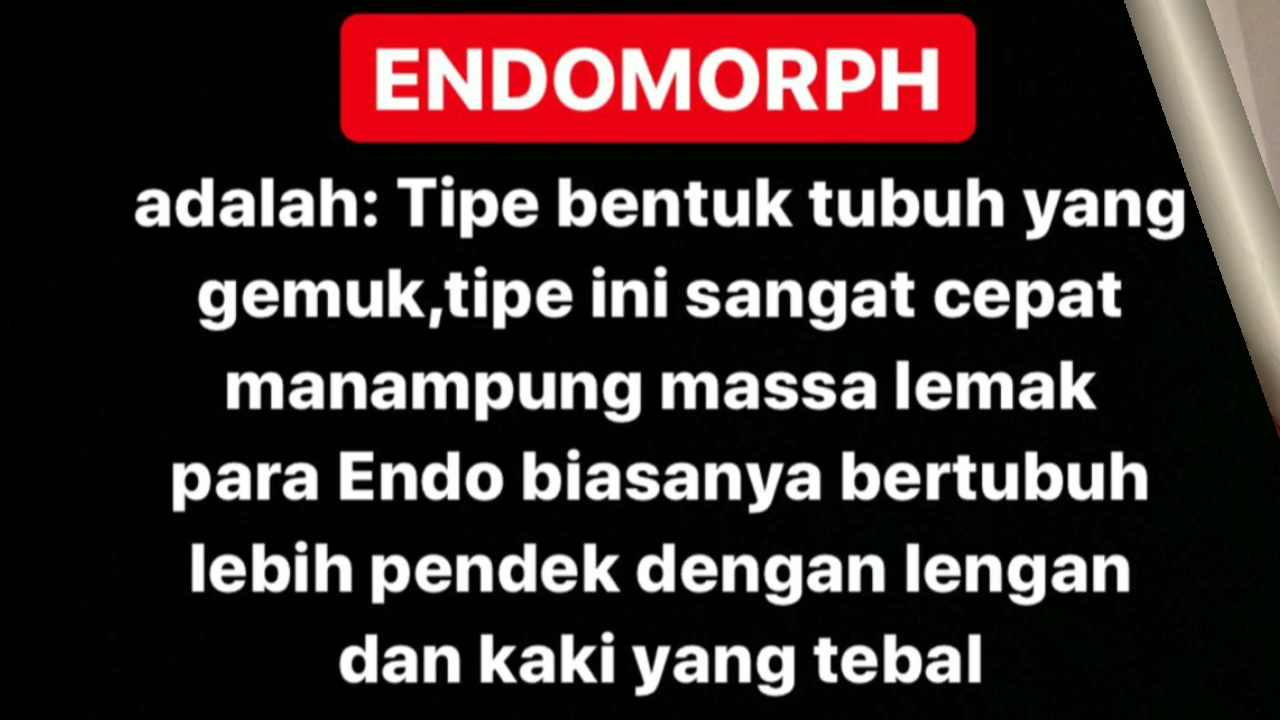 ENDOMORPH
adalah: Tipe bentuk tubuh yang
gemuk,tipe ini sangat cepat
manampung massa lemak
para Endo biasanya bertubuh
lebih pendek dengan lengan
dan kaki yang tebal